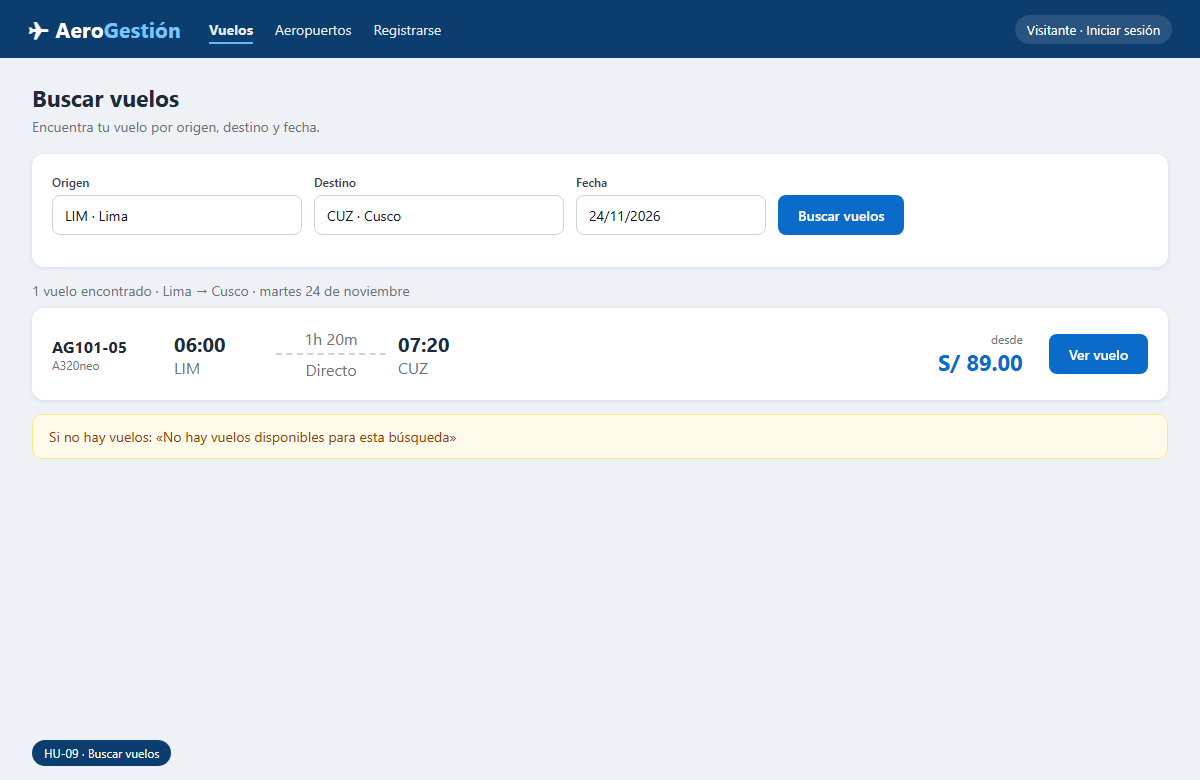 AeroGestión Vuelos Aeropuertos Registrarse Visitante · Iniciar sesión
Buscar vuelos
Encuentra tu vuelo por origen, destino y fecha.
Origen Destino Fecha
LIM · Lima CUZ · Cusco 24/11/2026 Buscar vuelos
1 vuelo encontrado · Lima → Cusco · martes 24 de noviembre
AG101-05 06:00 1h 20m 07:20 desde
A320neo LIM Directo CUZ S/ 89.00 Ver vuelo
Si no hay vuelos: «No hay vuelos disponibles para esta búsqueda»
HU-09 · Buscar vuelos